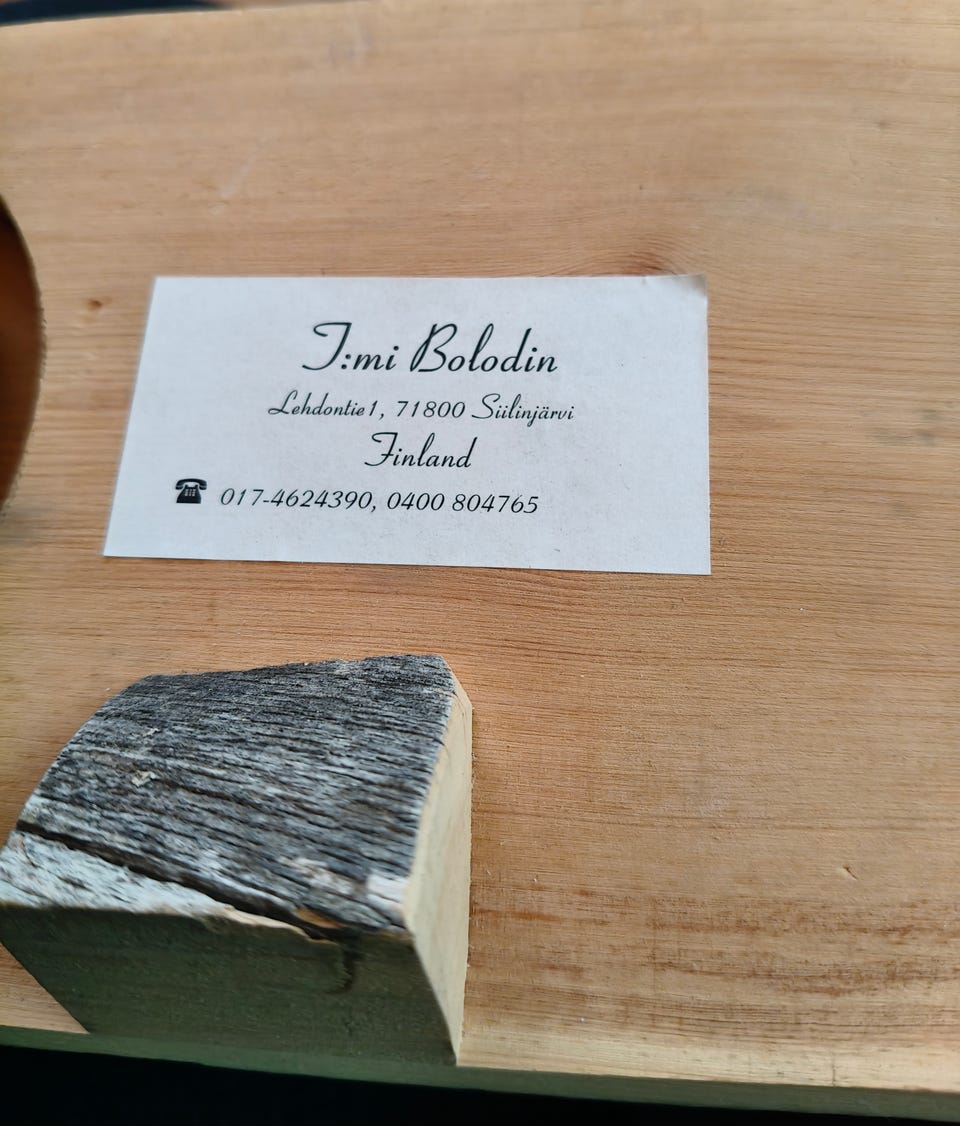 T:mi Bolodin
Lehdontie1, 71800 Siilinjärvi
Finland
017-4624390, 0400 804765